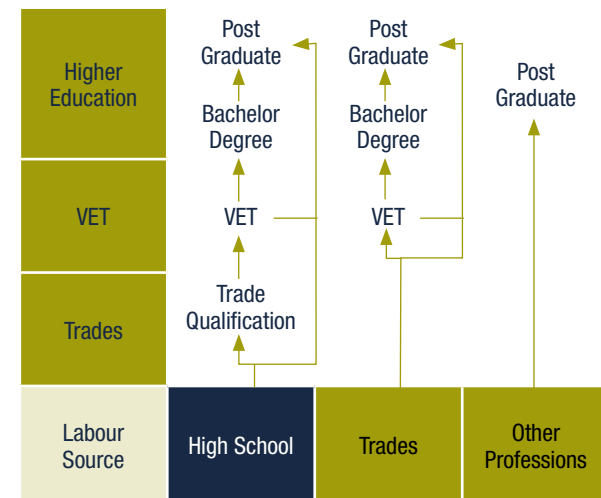 Higher
Education
Post
Graduate
Post
Graduate
Post
Graduate
Bachelor
Degree
Bachelor
Degree
VET
VET
VET
Trades
Trade
Qualification
Labour
Source
High School
Trades
Other
Professions